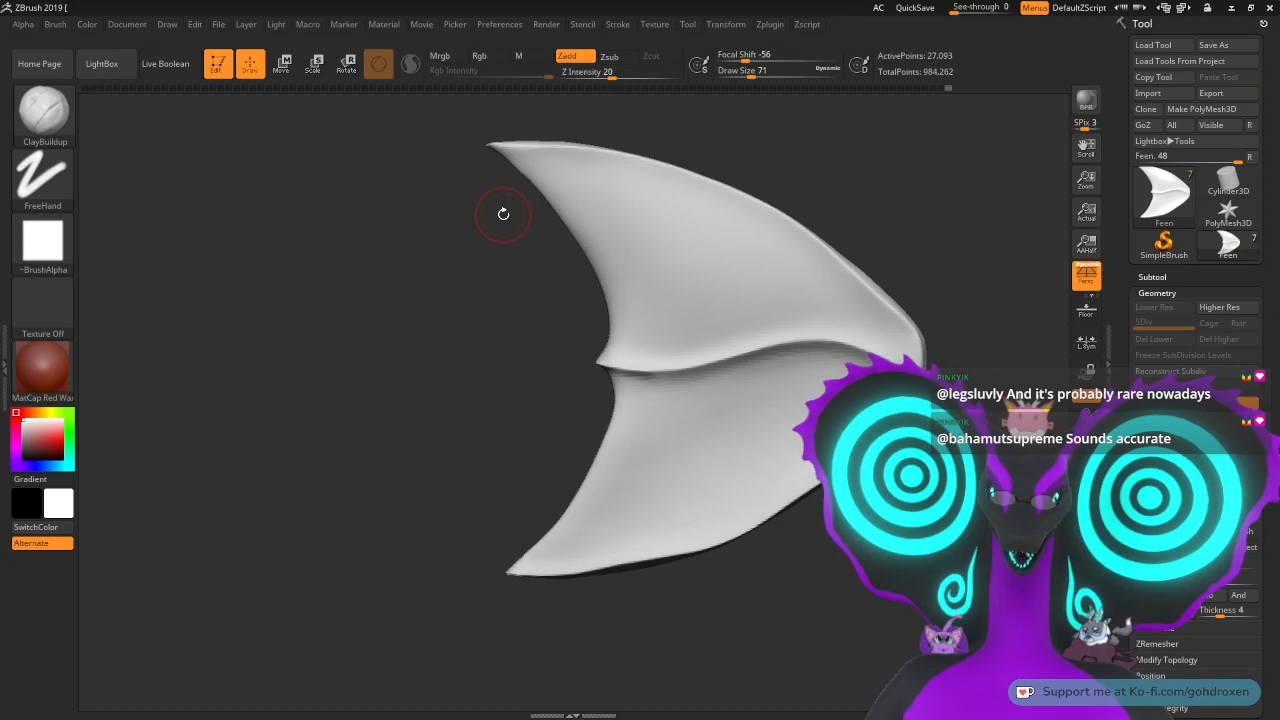 ZBrush 2019 [
AC QuickSave See-through 0 Menus DefaultZScript
Alpha Brush Color Document Draw Edit File Layer Light Macro Marker Material Movie Picker Preferences Render Stencil Stroke Texture Tool Transform Zplugin Zscript
Tool
Home Page LightBox Live Boolean
Edit Draw Move Scale Rotate
Mrgb Rgb M
Rgb Intensity
Zadd Zsub Zcut
Z Intensity 20
Focal Shift -56
Draw Size 71 Dynamic
ActivePoints: 27,093
TotalPoints: 984,262
Load Tool Save As
Load Tools From Project
Copy Tool Paste Tool
Import Export
Clone Make PolyMesh3D
GoZ All Visible R
Lightbox▶Tools
Feen. 48 R
7
Feen
Cylinder3D
PolyMesh3D
SimpleBrush
7
Feen
Subtool
Geometry
Lower Res Higher Res
SDiv Cage Rstr
Del Lower Del Higher
Freeze SubDivision Levels
Reconstruct Subdiv
And
Thickness 4
ZRemesher
Modify Topology
Position
BPR
SPix 3
Scroll
Zoom
Actual
AAHalf
Dynamic
Persp
Floor
L.Sym
ClayBuildup
FreeHand
~BrushAlpha
Texture Off
MatCap Red Wax
Gradient
SwitchColor
Alternate
PINKYIK
@legsluvly And it's probably rare nowadays
PINKYIK
@bahamutsupreme Sounds accurate
Support me at Ko-fi.com/gohdroxen